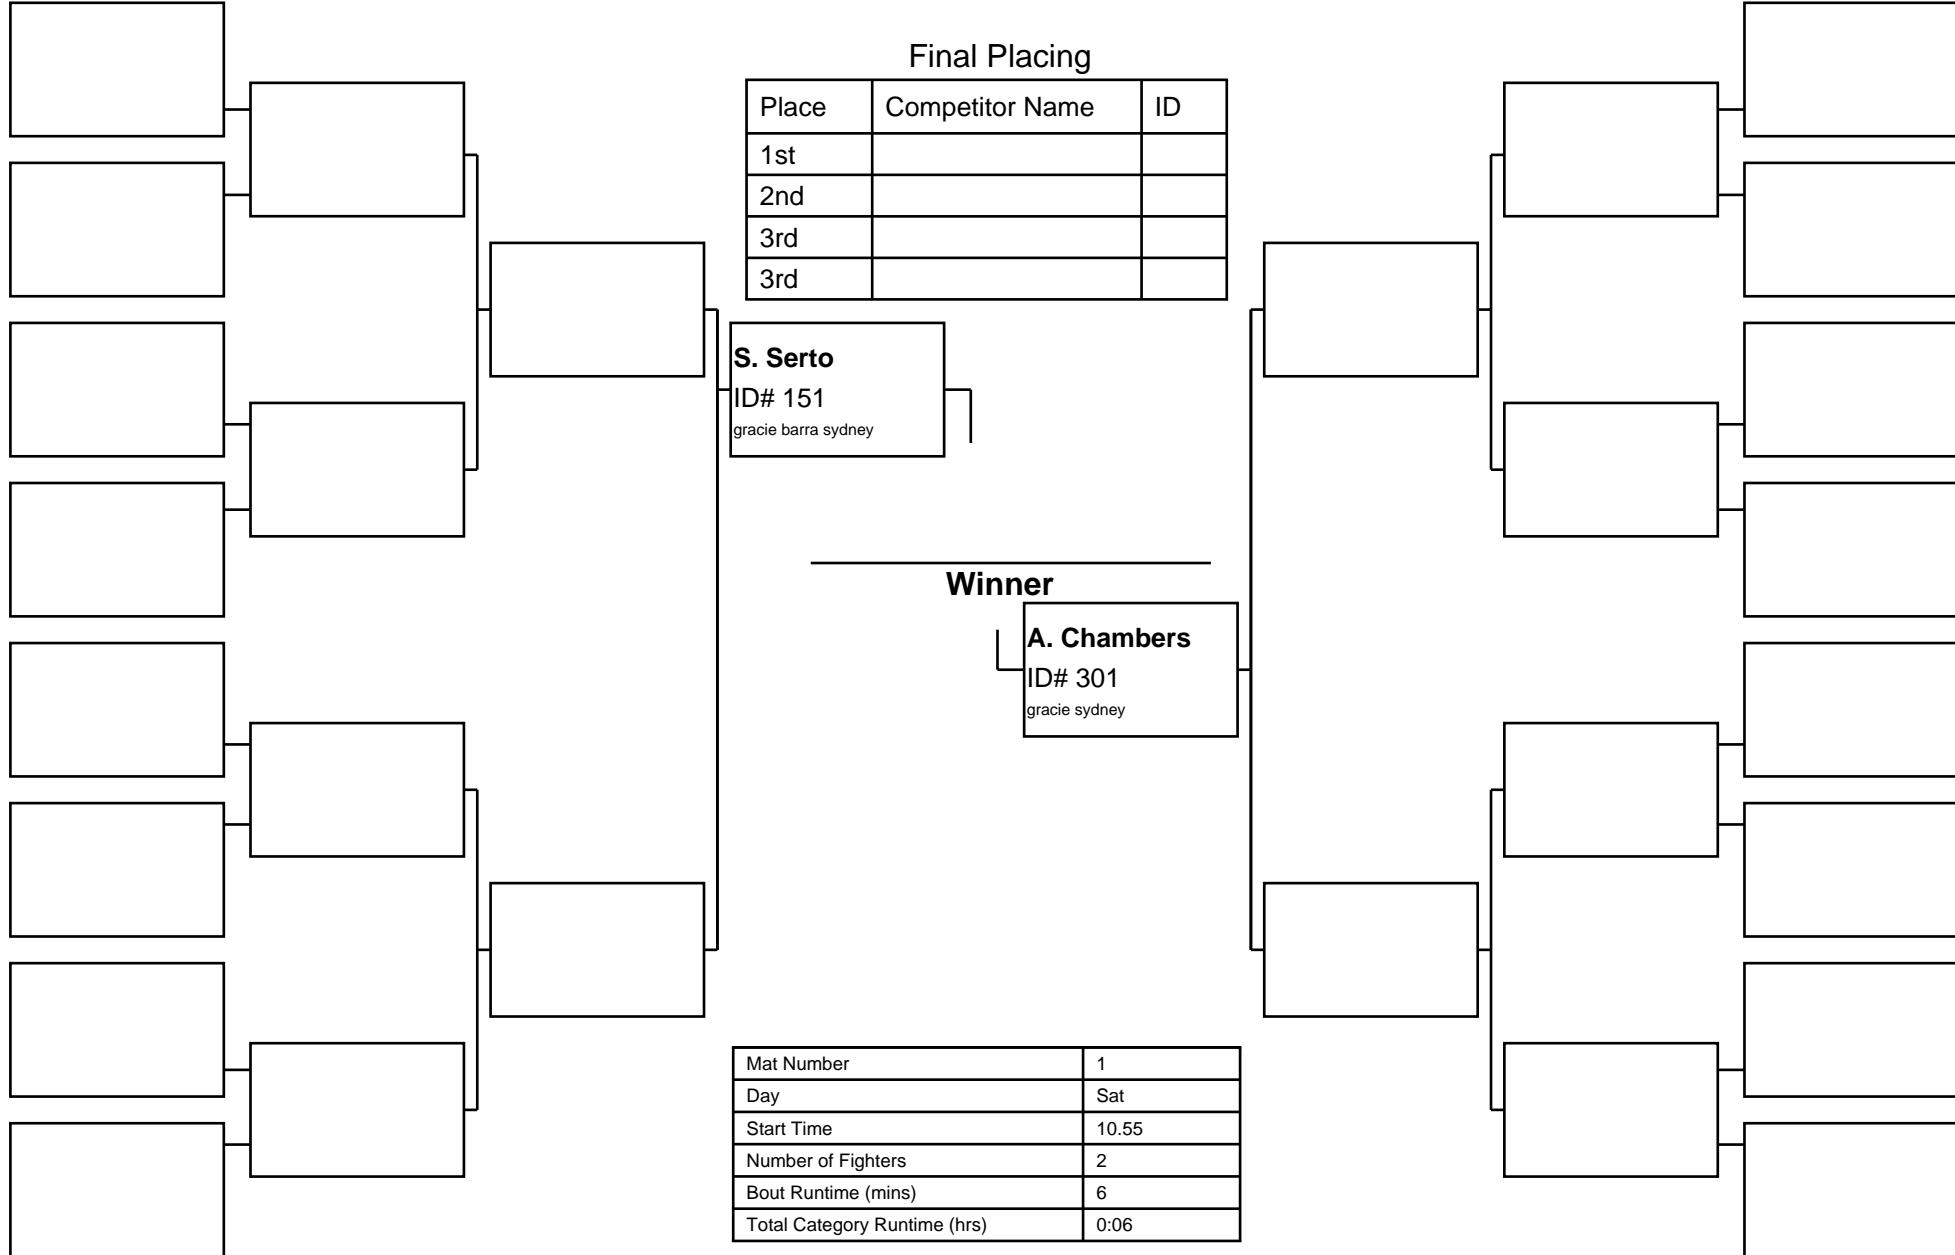 Final Placing
Place Competitor Name ID
1st
2nd
3rd
3rd
S. Serto
ID# 151
gracie barra sydney
Winner
A. Chambers
ID# 301
gracie sydney
Mat Number 1
Day Sat
Start Time 10.55
Number of Fighters 2
Bout Runtime (mins) 6
Total Category Runtime (hrs) 0:06